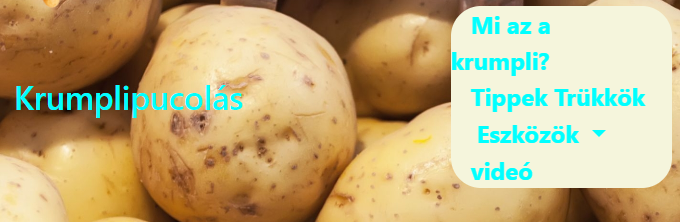 Krumplipucolás
Mi az a
krumpli?
Tippek Trükkök
Eszközök
videó